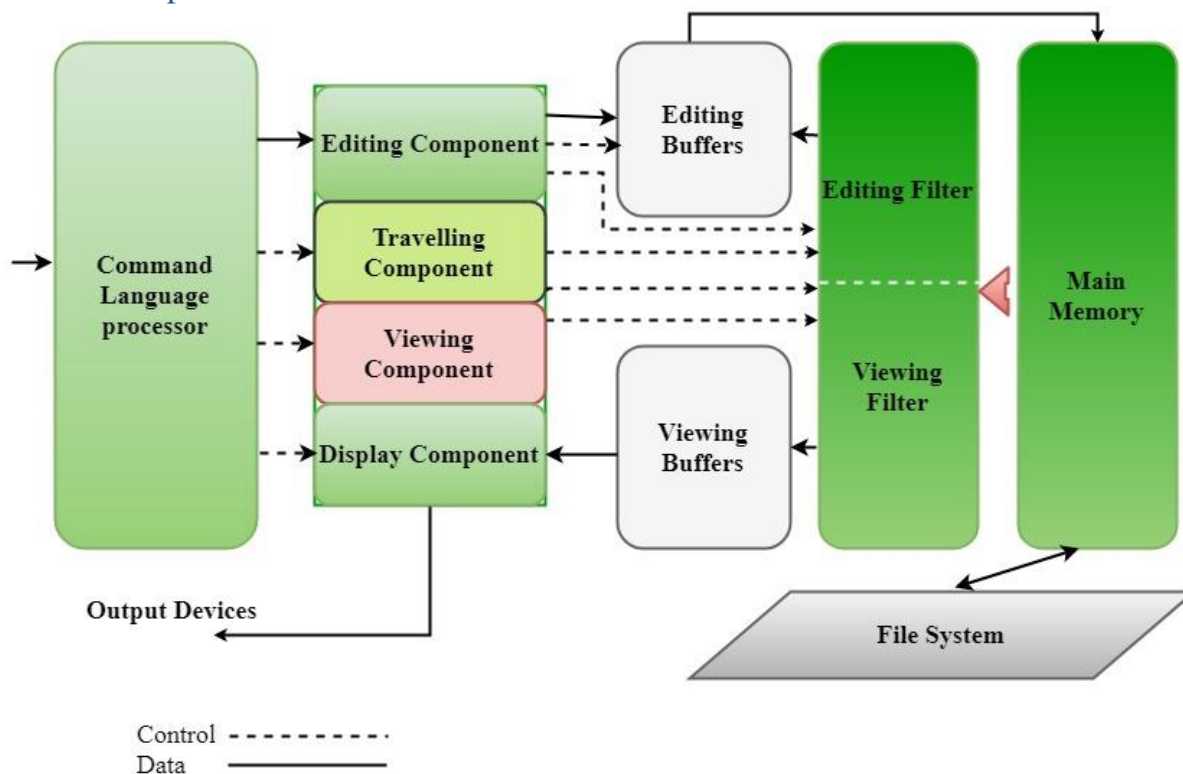 Editing
Buffers
Editing Component
Editing Filter
Travelling
Component
Command
Language
processor
Main
Memory
Viewing
Component
Viewing
Filter
Viewing
Buffers
Display Component
Output Devices
File System
Control
Data